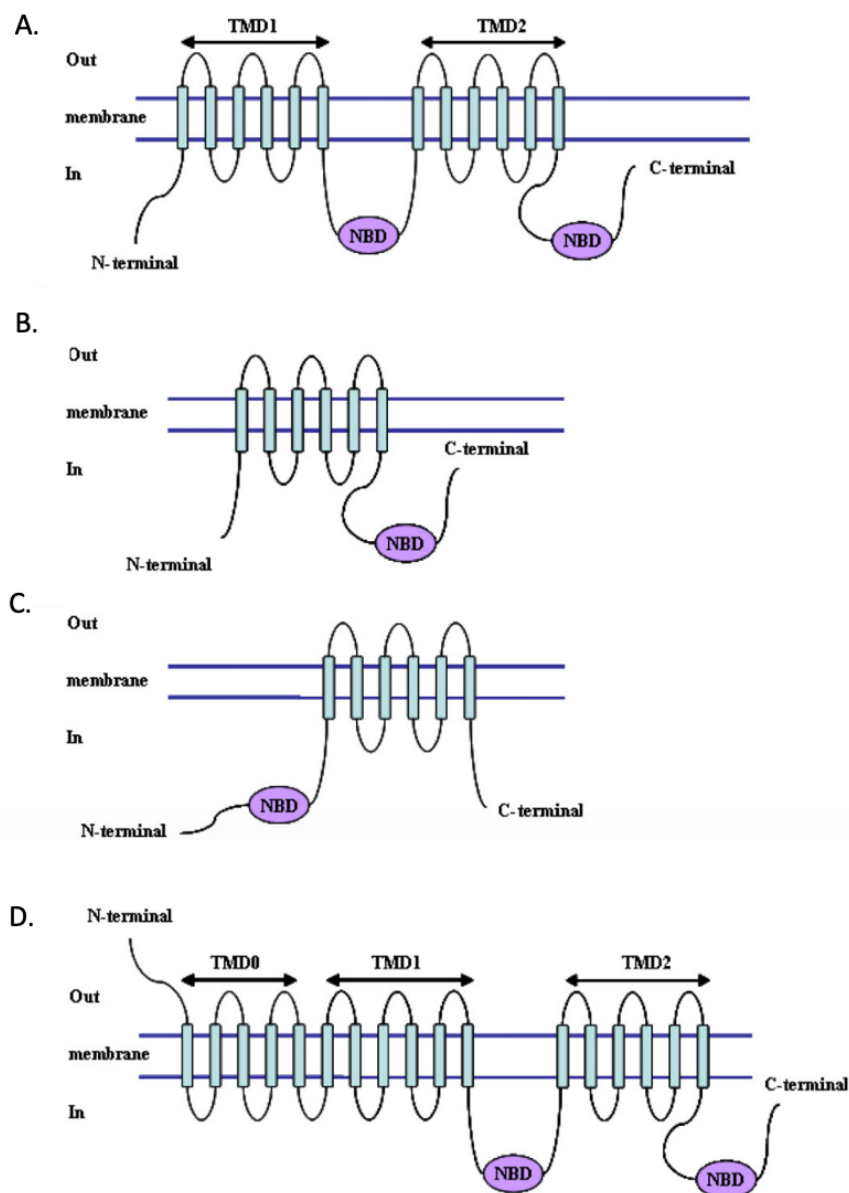 A.
TMD1 TMD2
Out
membrane
In
C-terminal
NBD NBD
N-terminal
B.
Out
membrane
C-terminal
In
NBD
N-terminal
C.
Out
membrane
In
NBD C-terminal
N-terminal
D.
N-terminal
TMD0 TMD1 TMD2
Out
membrane
C-terminal
In
NBD NBD